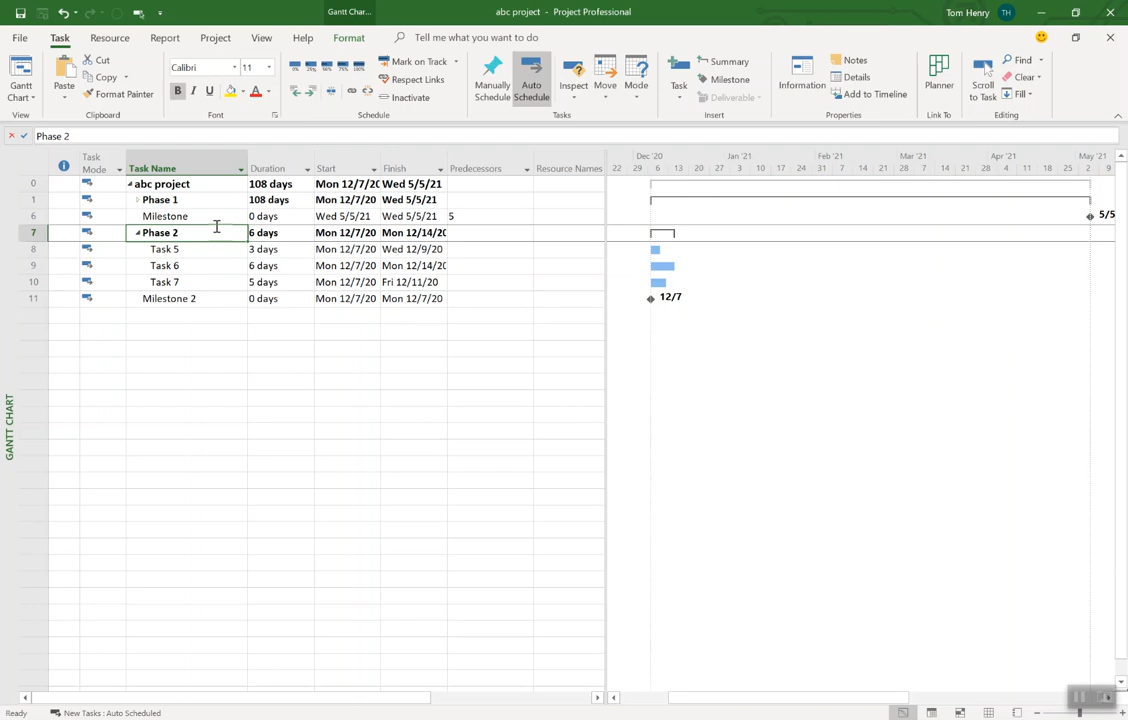 Gantt Char...
abc project - Project Professional
Tom Henry TH
File Task Resource Report Project View Help Format Tell me what you want to do
Gantt Chart
View
Paste
Cut
Copy
Format Painter
Clipboard
Calibri 11
B I U A
Font
0% 25% 50% 75% 100%
Mark on Track
Respect Links
Inactivate
Schedule
Manually Schedule
Auto Schedule
Inspect
Move
Mode
Tasks
Task
Summary
Milestone
Deliverable
Insert
Information
Notes
Details
Add to Timeline
Properties
Planner
Link To
Scroll to Task
Find
Clear
Fill
Editing
Phase 2
Task Mode Task Name Duration Start Finish Predecessors Resource Names
Dec '20 Jan '21 Feb '21 Mar '21 Apr '21 May '21
22 29 6 13 20 27 3 10 17 24 31 7 14 21 28 7 14 21 28 4 11 18 25 2 9
0 abc project 108 days Mon 12/7/20 Wed 5/5/21
1 Phase 1 108 days Mon 12/7/20 Wed 5/5/21
6 Milestone 0 days Wed 5/5/21 Wed 5/5/21 5 5/5
7 Phase 2 6 days Mon 12/7/20 Mon 12/14/20
8 Task 5 3 days Mon 12/7/20 Wed 12/9/20
9 Task 6 6 days Mon 12/7/20 Mon 12/14/20
10 Task 7 5 days Mon 12/7/20 Fri 12/11/20
11 Milestone 2 0 days Mon 12/7/20 Mon 12/7/20 12/7
GANTT CHART
Ready New Tasks : Auto Scheduled